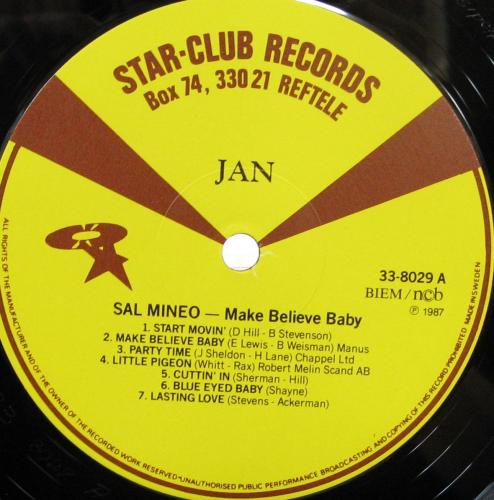 STAR-CLUB RECORDS
Box 74, 330 21 REFTELE
JAN
33-8029 A
BIEM/ncb
Ⓟ 1987
SAL MINEO — Make Believe Baby
1. START MOVIN' (D Hill - B Stevenson)
2. MAKE BELIEVE BABY (E Lewis - B Weisman) Manus
3. PARTY TIME (J Sheldon - H Lane) Chappel Ltd
4. LITTLE PIGEON (Whitt - Rax) Robert Melin Scand AB
5. CUTTIN' IN (Sherman - Hill)
6. BLUE EYED BABY (Shayne)
7. LASTING LOVE (Stevens - Ackerman)
ALL RIGHTS OF THE MANUFACTURER AND OF THE OWNER OF THE RECORDED WORK RESERVED-UNAUTHORISED PUBLIC PERFORMANCE BROADCASTING AND COPYING OF THIS RECORD PROHIBITED MADE IN SWEDEN